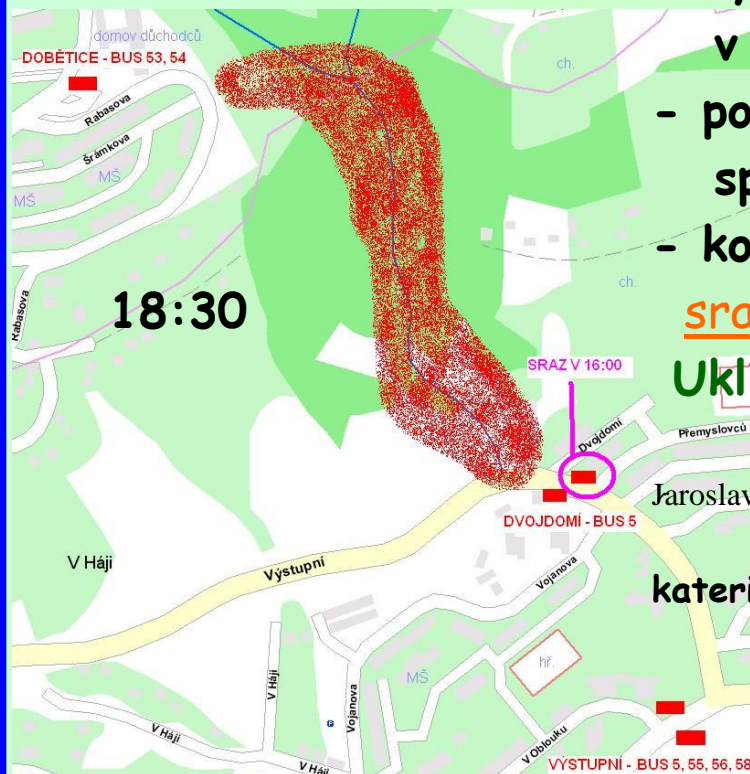 domov důchodců
DOBĚTICE - BUS 53, 54
v
ch.
Rabasova
- po
Šrámkova
sp
MŠ
MŠ
- ko
ch.
18:30
Rabasova
sra
SRAZ V 16:00
Ukl
Dvojdomí
Přemyslovců
Jaroslav
DVOJDOMÍ - BUS 5
V Háji
Výstupní
Vojanova
kateri
hř.
MŠ
V Háji
Vojanova
P
V Háji
V Háji
V Oblouku
VÝSTUPNÍ - BUS 5, 55, 56, 58